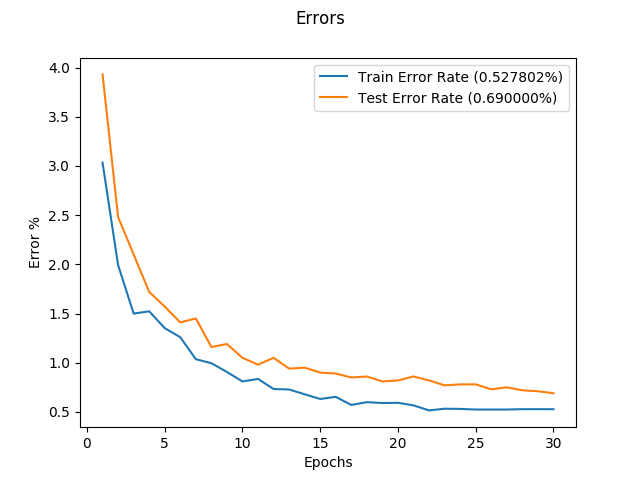 Errors
Train Error Rate (0.527802%)
Test Error Rate (0.690000%)
Error %
4.0
3.5
3.0
2.5
2.0
1.5
1.0
0.5
0 5 10 15 20 25 30
Epochs